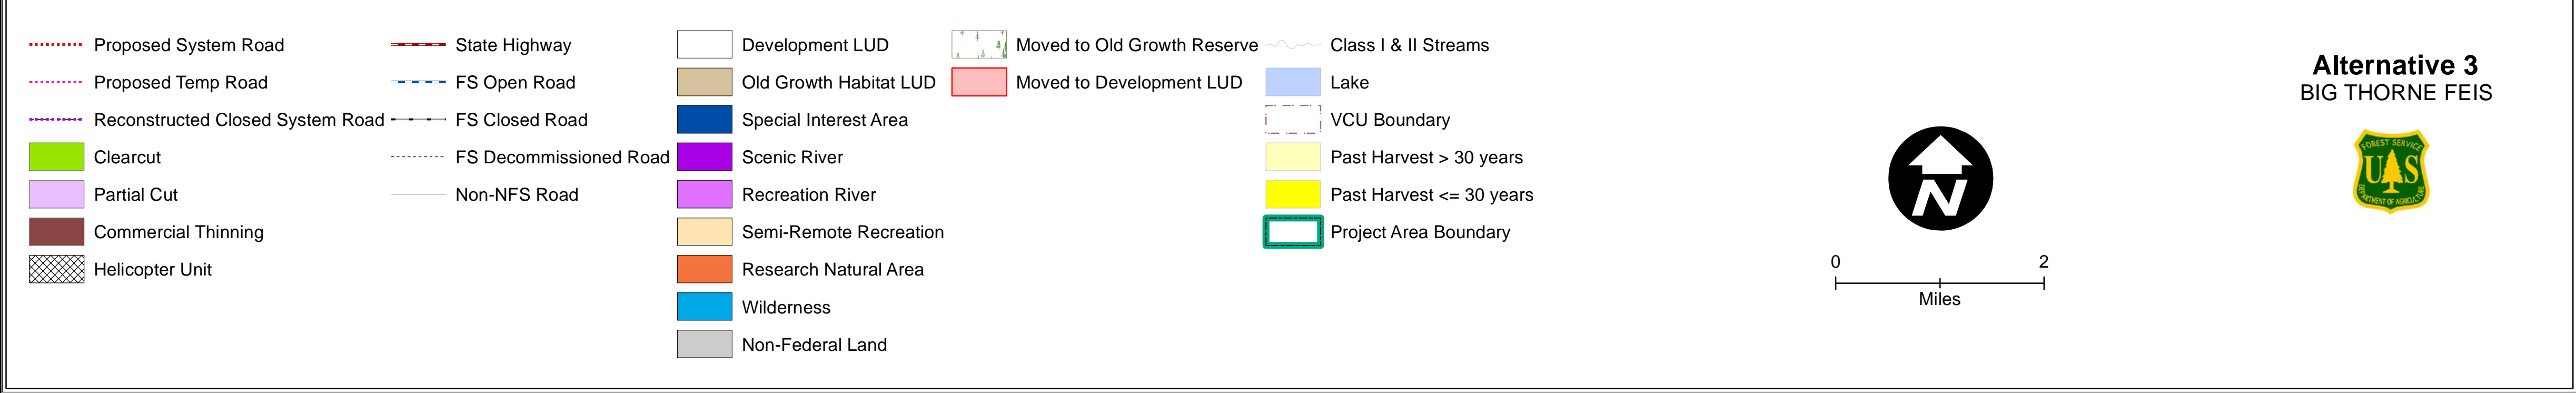 Proposed System Road
Proposed Temp Road
Reconstructed Closed System Road
Clearcut
Partial Cut
Commercial Thinning
Helicopter Unit
State Highway
FS Open Road
FS Closed Road
FS Decommissioned Road
Non-NFS Road
Development LUD
Old Growth Habitat LUD
Special Interest Area
Scenic River
Recreation River
Semi-Remote Recreation
Research Natural Area
Wilderness
Non-Federal Land
Moved to Old Growth Reserve
Moved to Development LUD
Class I & II Streams
Lake
VCU Boundary
Past Harvest > 30 years
Past Harvest <= 30 years
Project Area Boundary
N
0 2
Miles
Alternative 3
BIG THORNE FEIS
FOREST SERVICE
U S
DEPARTMENT OF AGRICULTURE